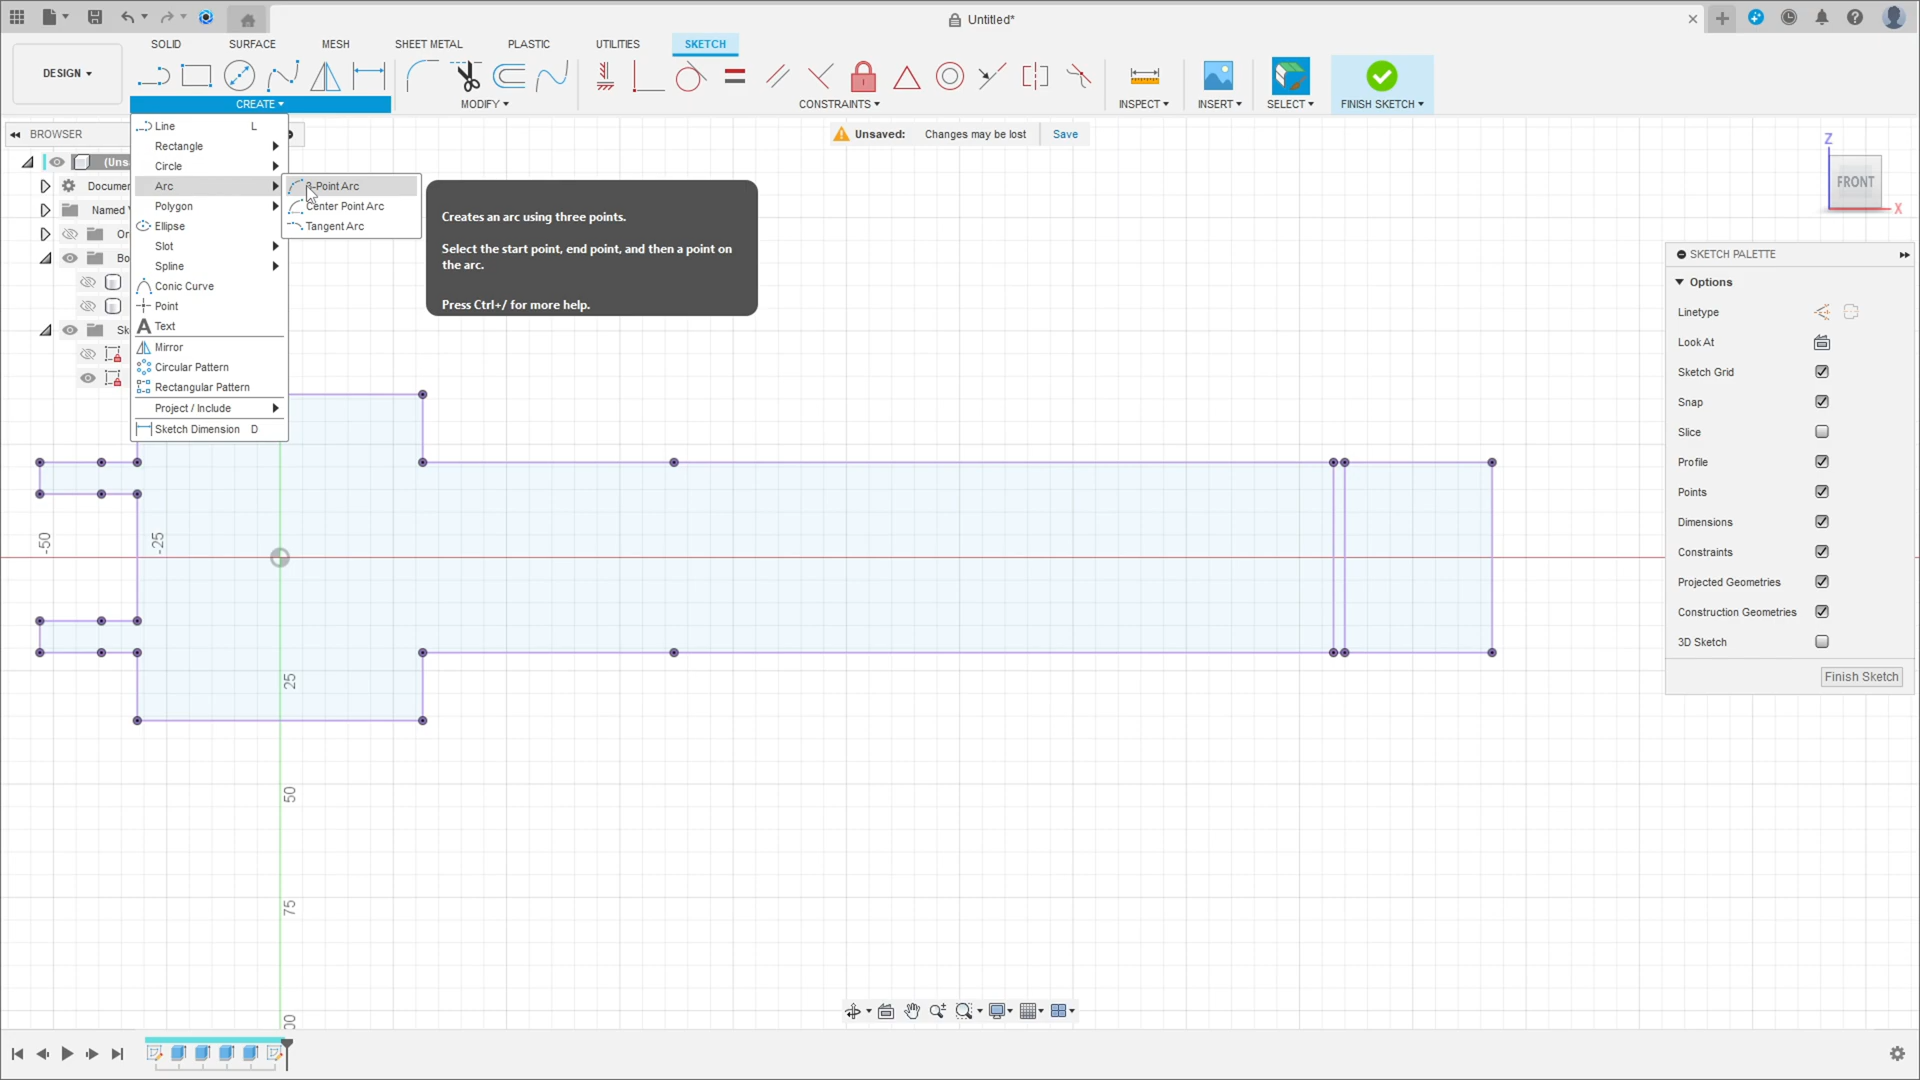 Untitled*
DESIGN
SOLID
SURFACE
MESH
SHEET METAL
PLASTIC
UTILITIES
SKETCH
CREATE
MODIFY
CONSTRAINTS
INSPECT
INSERT
SELECT
FINISH SKETCH
BROWSER
Unsaved: Changes may be lost
Save
(Uns
Docume
Named
Or
Bo
Sk
Line L
Rectangle
Circle
Arc
Polygon
Ellipse
Slot
Spline
Conic Curve
Point
Text
Mirror
Circular Pattern
Rectangular Pattern
Project / Include
Sketch Dimension D
3-Point Arc
Center Point Arc
Tangent Arc
Creates an arc using three points.
Select the start point, end point, and then a point on
the arc.
Press Ctrl+/ for more help.
Z
FRONT
X
SKETCH PALETTE
Options
Linetype
Look At
Sketch Grid
Snap
Slice
Profile
Points
Dimensions
Constraints
Projected Geometries
Construction Geometries
3D Sketch
Finish Sketch
-50
-25
25
50
75
00